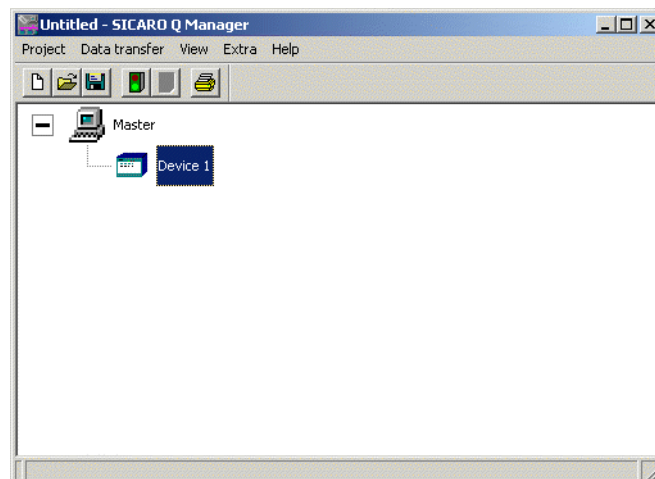 Untitled - SICARO Q Manager
Project Data transfer View Extra Help
Master
Device 1